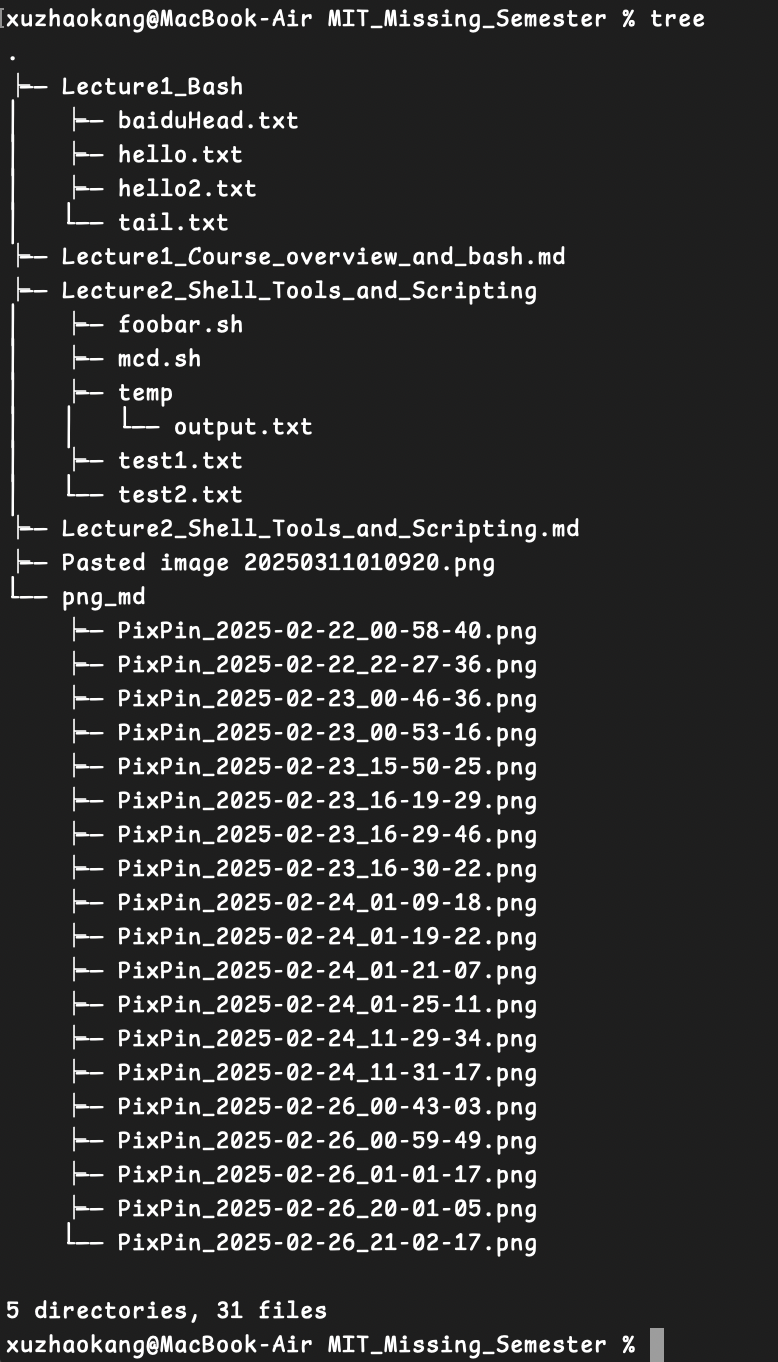 xuzhaokang@MacBook-Air MIT_Missing_Semester % tree
.
├── Lecture1_Bash
│   ├── baiduHead.txt
│   ├── hello.txt
│   ├── hello2.txt
│   └── tail.txt
├── Lecture1_Course_overview_and_bash.md
├── Lecture2_Shell_Tools_and_Scripting
│   ├── foobar.sh
│   ├── mcd.sh
│   ├── temp
│   │   └── output.txt
│   ├── test1.txt
│   └── test2.txt
├── Lecture2_Shell_Tools_and_Scripting.md
├── Pasted image 20250311010920.png
└── png_md
    ├── PixPin_2025-02-22_00-58-40.png
    ├── PixPin_2025-02-22_22-27-36.png
    ├── PixPin_2025-02-23_00-46-36.png
    ├── PixPin_2025-02-23_00-53-16.png
    ├── PixPin_2025-02-23_15-50-25.png
    ├── PixPin_2025-02-23_16-19-29.png
    ├── PixPin_2025-02-23_16-29-46.png
    ├── PixPin_2025-02-23_16-30-22.png
    ├── PixPin_2025-02-24_01-09-18.png
    ├── PixPin_2025-02-24_01-19-22.png
    ├── PixPin_2025-02-24_01-21-07.png
    ├── PixPin_2025-02-24_01-25-11.png
    ├── PixPin_2025-02-24_11-29-34.png
    ├── PixPin_2025-02-24_11-31-17.png
    ├── PixPin_2025-02-26_00-43-03.png
    ├── PixPin_2025-02-26_00-59-49.png
    ├── PixPin_2025-02-26_01-01-17.png
    ├── PixPin_2025-02-26_20-01-05.png
    └── PixPin_2025-02-26_21-02-17.png
5 directories, 31 files
xuzhaokang@MacBook-Air MIT_Missing_Semester %